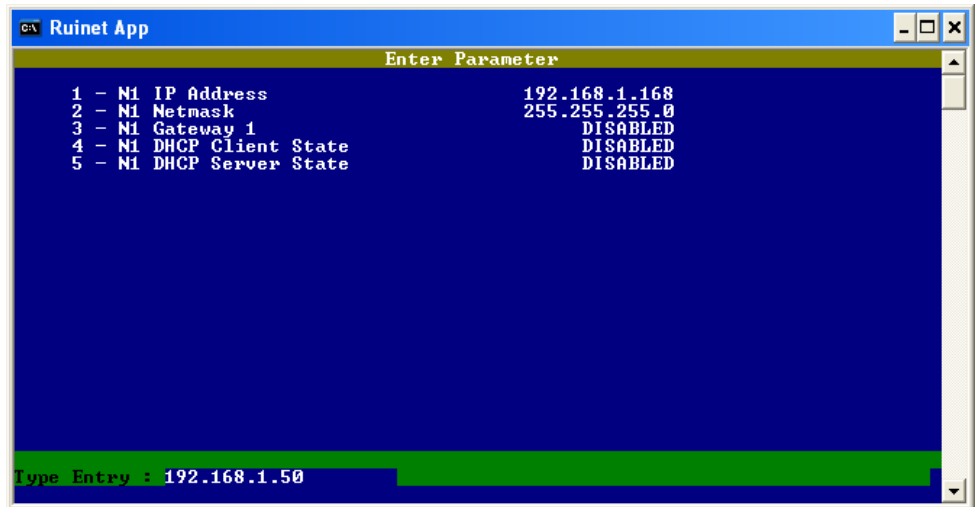 Ruinet App
Enter Parameter
1 - N1 IP Address 192.168.1.168
2 - N1 Netmask 255.255.255.0
3 - N1 Gateway 1 DISABLED
4 - N1 DHCP Client State DISABLED
5 - N1 DHCP Server State DISABLED
Type Entry : 192.168.1.50